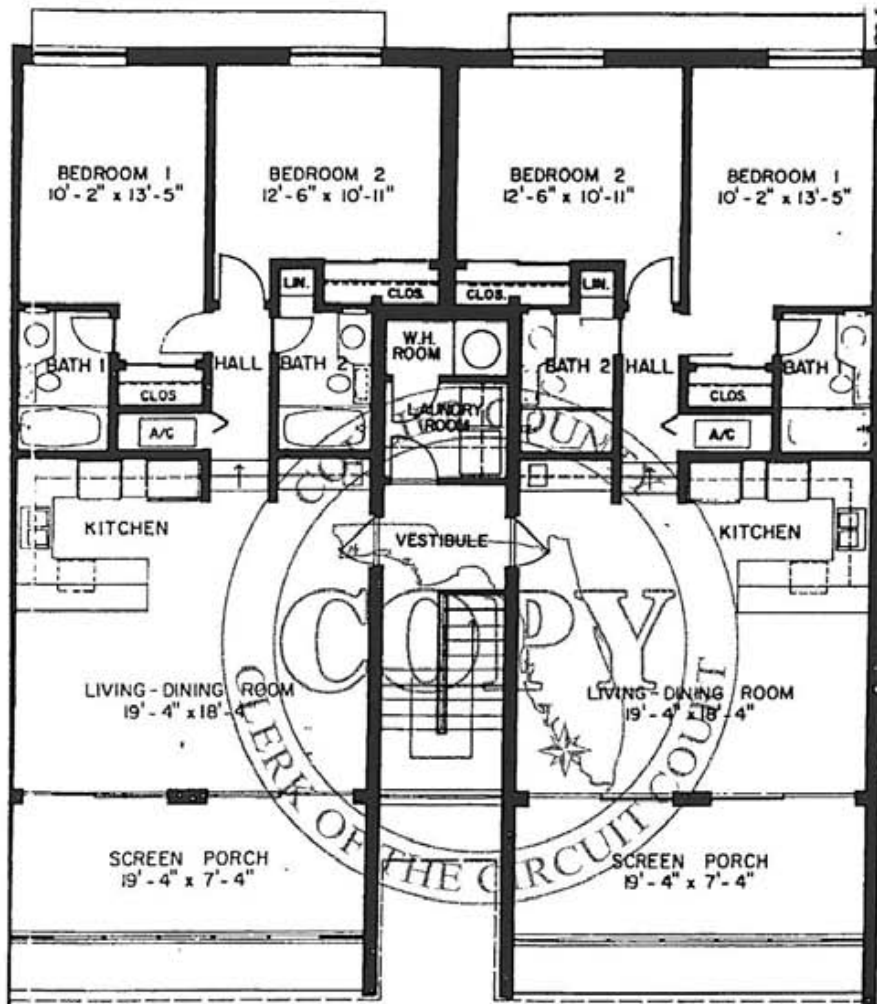 BEDROOM 1
10'-2" x 13'-5"
BEDROOM 2
12'-6" x 10'-11"
BEDROOM 2
12'-6" x 10'-11"
BEDROOM 1
10'-2" x 13'-5"
LIN.
CLOS.
CLOS.
LIN.
W.H.
ROOM
BATH 1
HALL
BATH 2
BATH 2
HALL
BATH 1
CLOS
CLOS.
LAUNDRY
ROOM
A/C
A/C
KITCHEN
VESTIBULE
KITCHEN
COPY
LIVING-DINING ROOM
19'-4" x 18'-4
LIVING-DINING ROOM
19'-4" x 18'-4"
SCREEN PORCH
19'-4" x 7'-4"
SCREEN PORCH
19'-4" x 7'-4"
CLERK OF THE CIRCUIT COURT